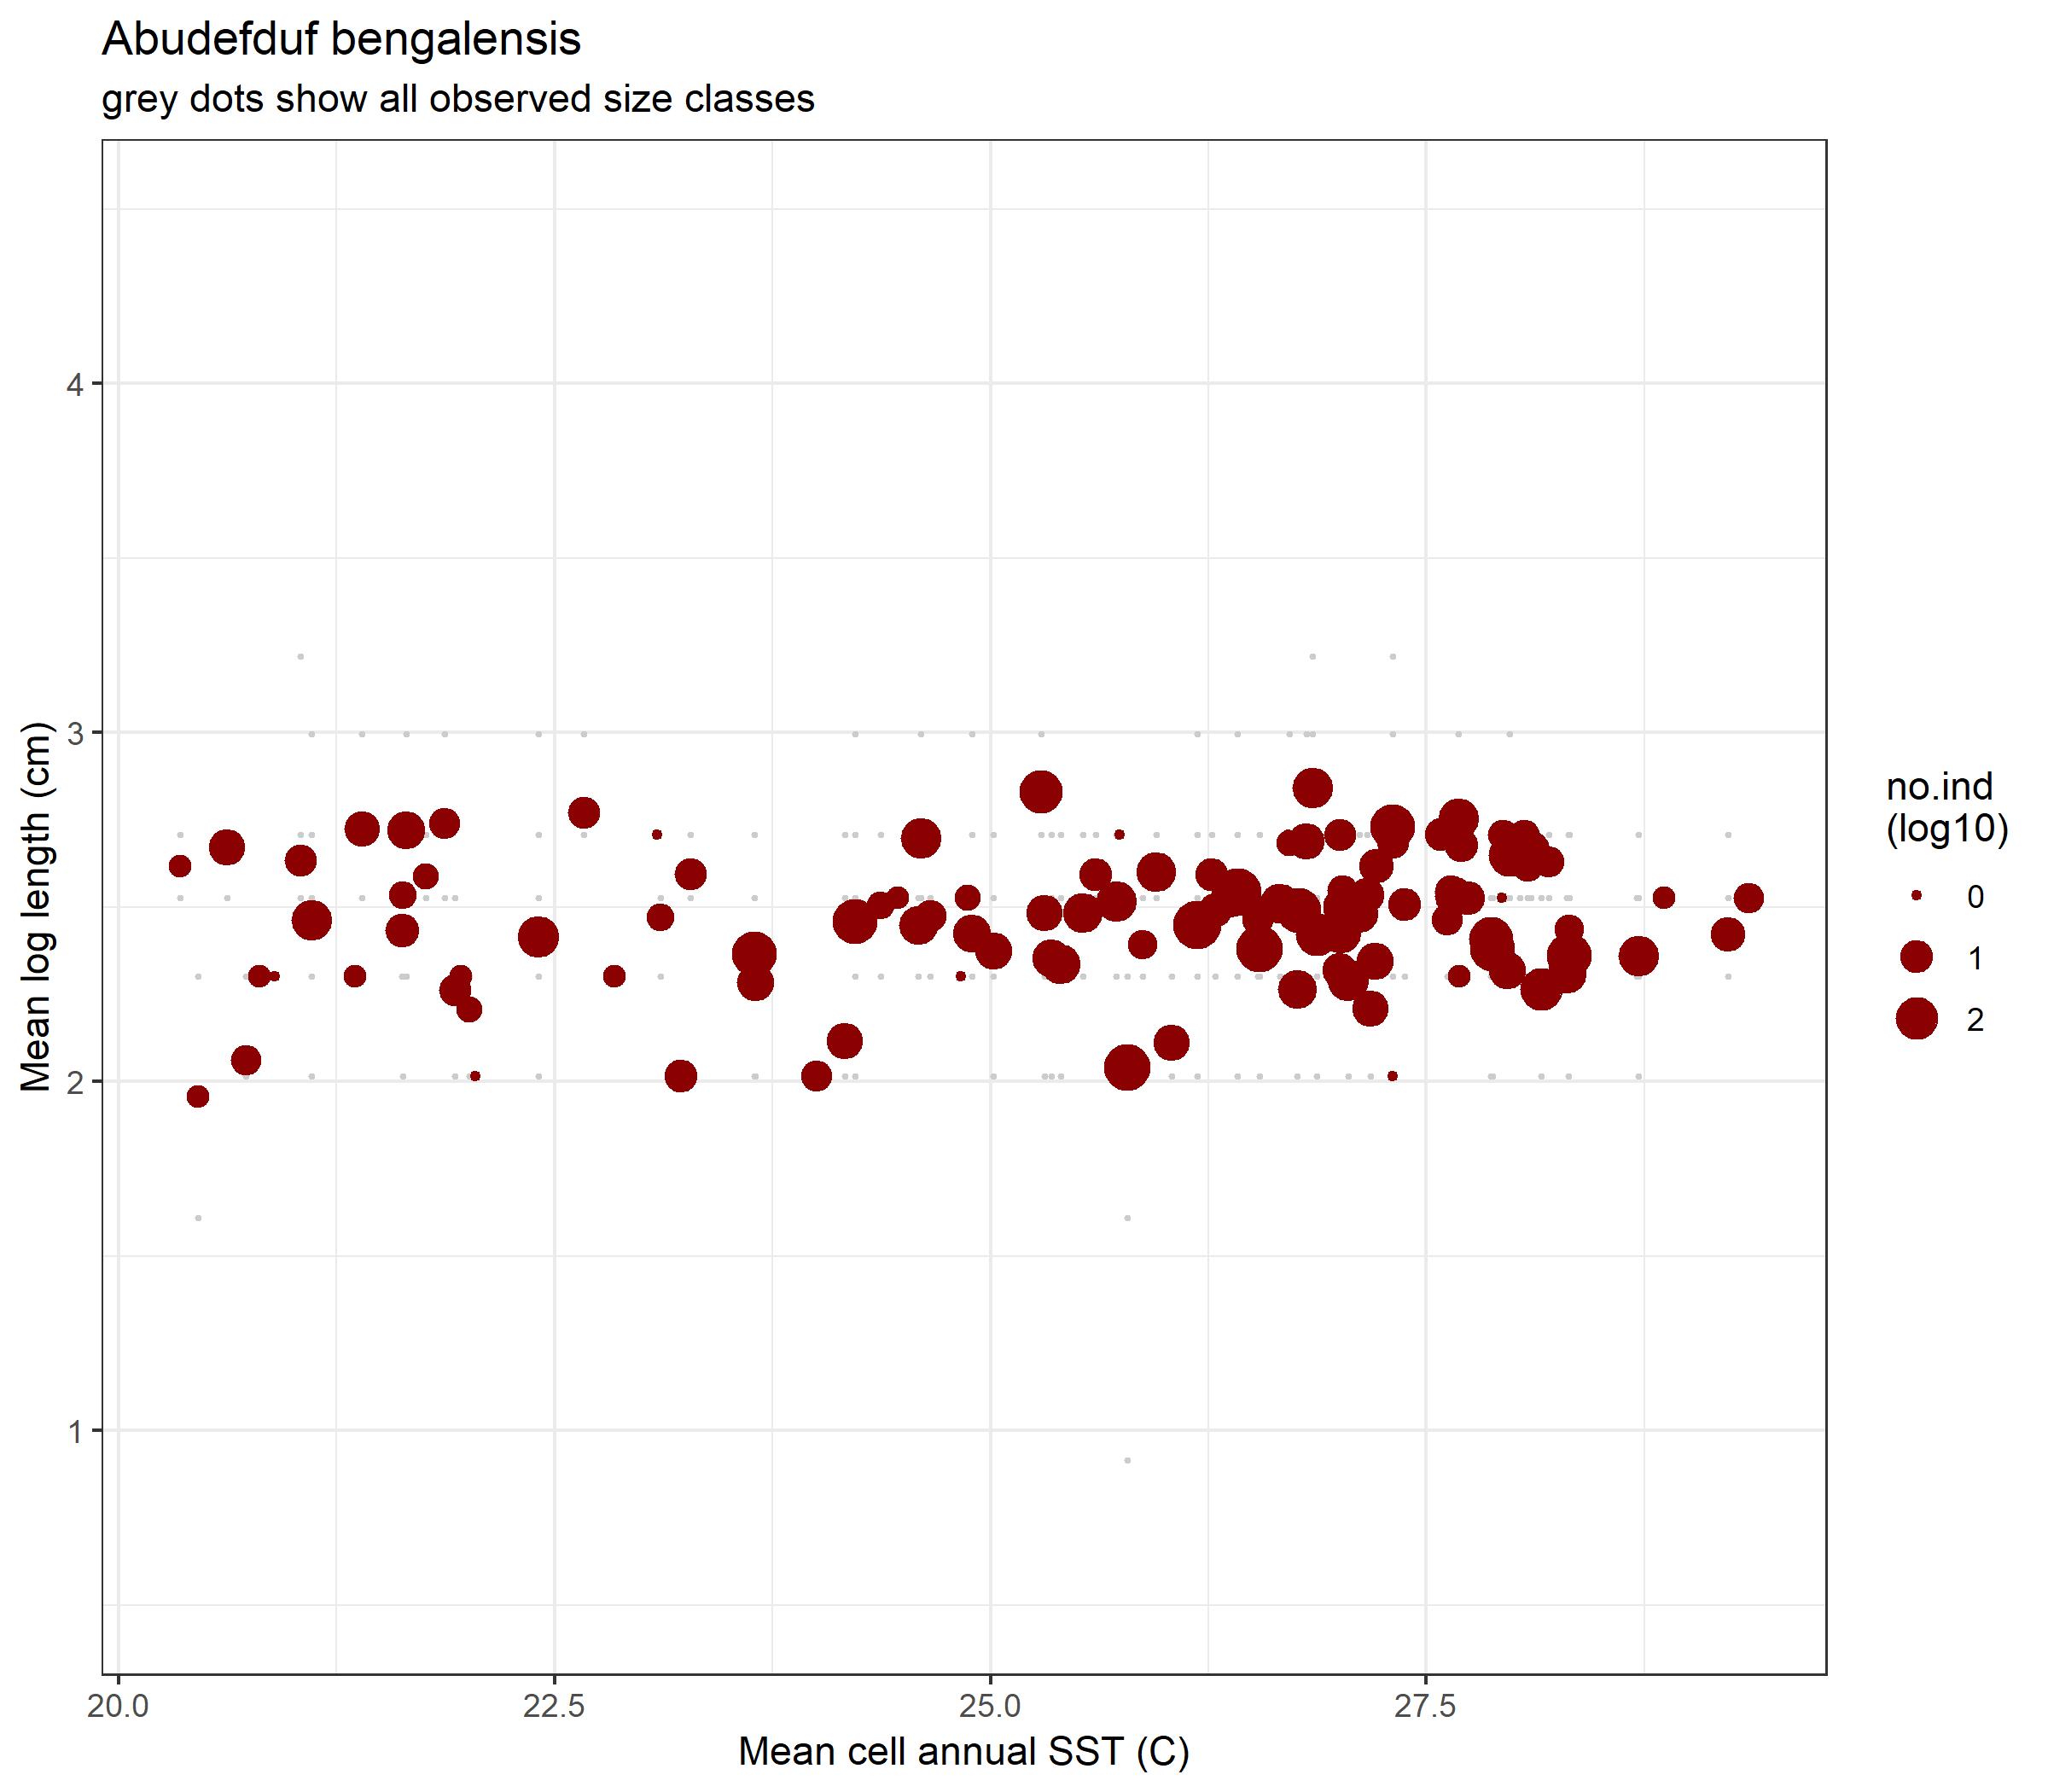 Abudefduf bengalensis
grey dots show all observed size classes
Mean log length (cm)
4
3
2
1
20.0
22.5
25.0
27.5
Mean cell annual SST (C)
no.ind
(log10)
0
1
2